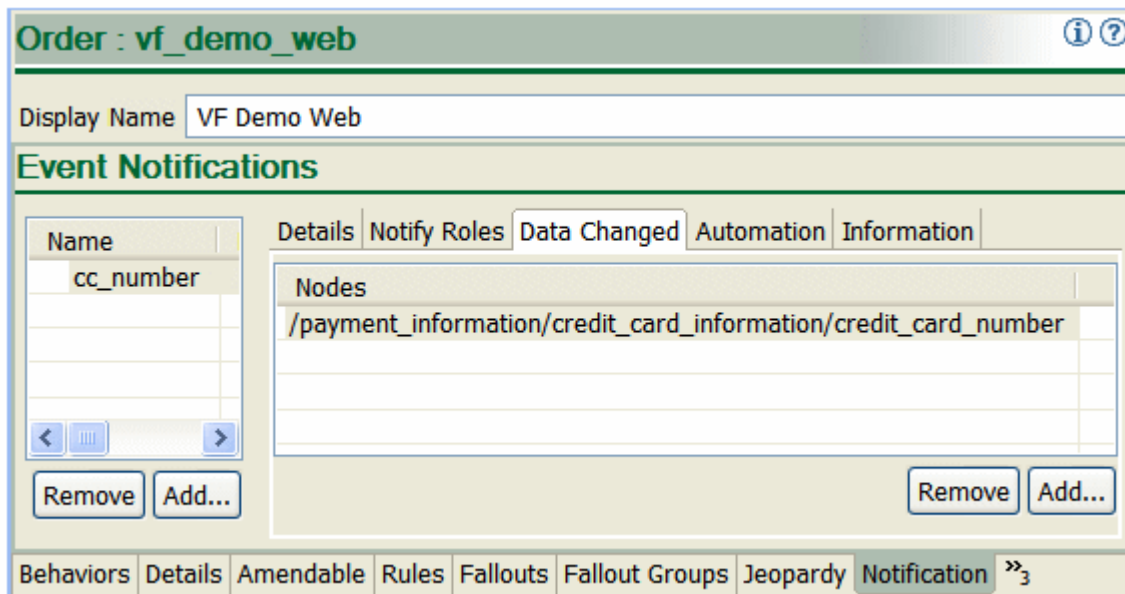 Order : vf_demo_web
Display Name VF Demo Web
Event Notifications
Details Notify Roles Data Changed Automation Information
Name
cc_number
Nodes
/payment_information/credit_card_information/credit_card_number
Remove Add...
Remove Add...
Behaviors Details Amendable Rules Fallouts Fallout Groups Jeopardy Notification »3